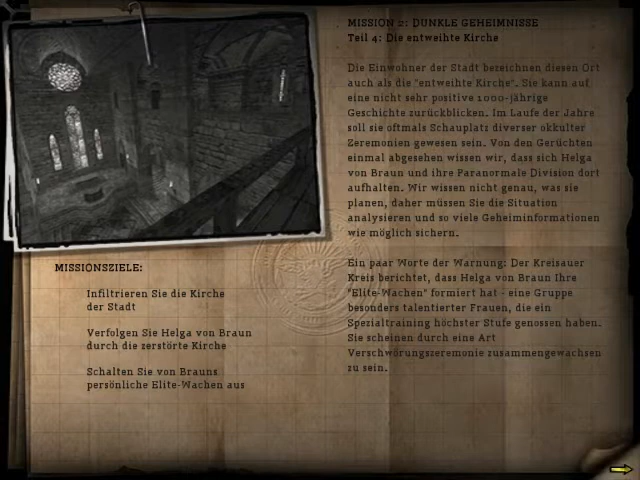 MISSION 2: DUNKLE GEHEIMNISSE
Teil 4: Die entweihte Kirche
Die Einwohner der Stadt bezeichnen diesen Ort
auch als die "entweihte Kirche". Sie kann auf
eine nicht sehr positive 1000-jährige
Geschichte zurückblicken. Im Laufe der Jahre
soll sie oftmals Schauplatz diverser okkulter
Zeremonien gewesen sein. Von den Gerüchten
einmal abgesehen wissen wir, dass sich Helga
von Braun und ihre Paranormale Division dort
aufhalten. Wir wissen nicht genau, was sie
planen, daher müssen Sie die Situation
analysieren und so viele Geheiminformationen
wie möglich sichern.
Ein paar Worte der Warnung: Der Kreisauer
Kreis berichtet, dass Helga von Braun Ihre
"Elite-Wachen" formiert hat - eine Gruppe
besonders talentierter Frauen, die ein
Spezialtraining höchster Stufe genossen haben.
Sie scheinen durch eine Art
Verschwörungszeremonie zusammengewachsen
zu sein.
MISSIONSZIELE:
Infiltrieren Sie die Kirche
der Stadt
Verfolgen Sie Helga von Braun
durch die zerstörte Kirche
Schalten Sie von Brauns
persönliche Elite-Wachen aus